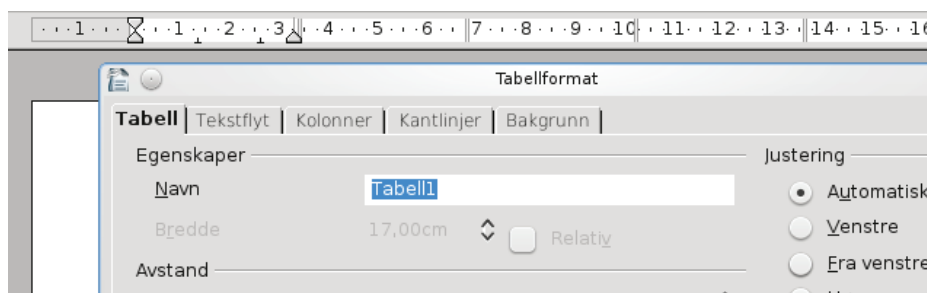 1 1 2 3 4 5 6 7 8 9 10 11 12 13 14 15 16
Tabellformat
Tabell Tekstflyt Kolonner Kantlinjer Bakgrunn
Egenskaper Justering
Navn Tabell1 Automatisk
Bredde 17,00cm Relativ Venstre
Fra venstre
Avstand